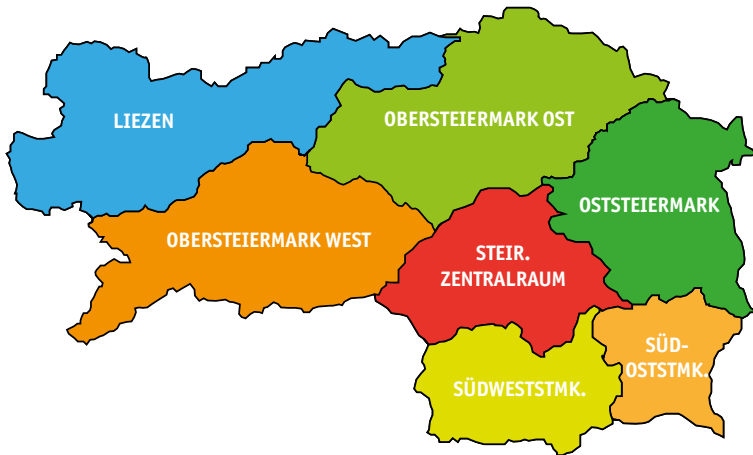 LIEZEN
OBERSTEIERMARK OST
OSTSTEIERMARK
OBERSTEIERMARK WEST
STEIR.
ZENTRALRAUM
SÜD-
OSTSTMK.
SÜDWESTSTMK.